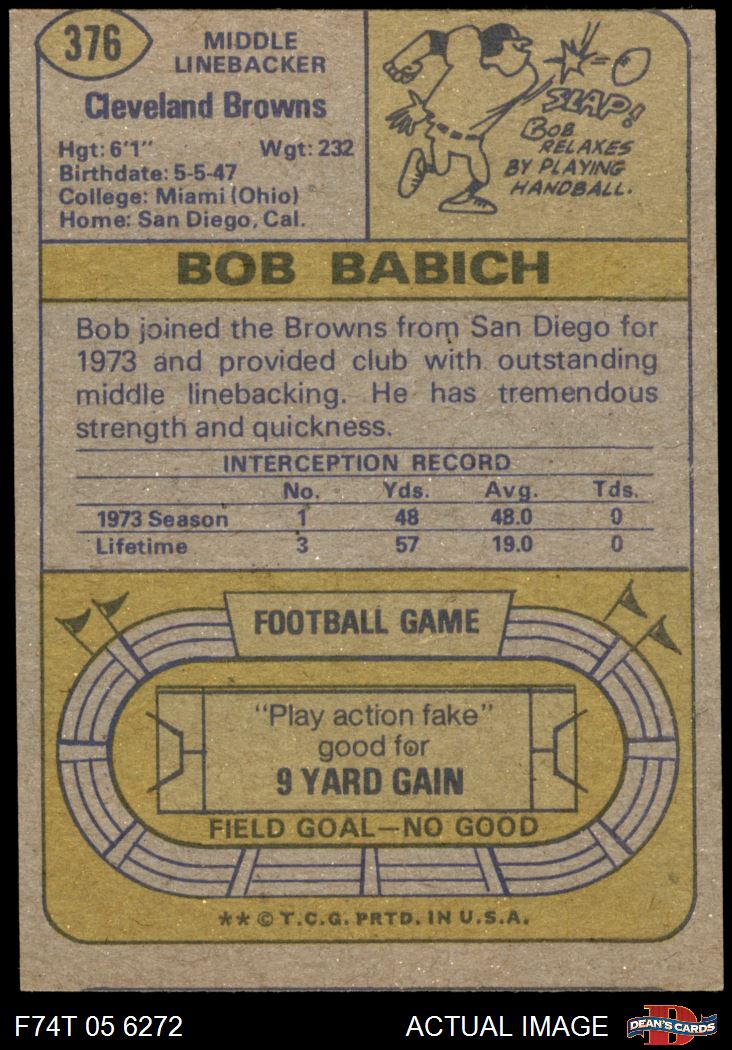 376
MIDDLE
LINEBACKER
Cleveland Browns
Hgt: 6'1" Wgt: 232
Birthdate: 5-5-47
College: Miami (Ohio)
Home: San Diego, Cal.
SLAP!
BOB
RELAXES
BY PLAYING
HANDBALL.
BOB BABICH
Bob joined the Browns from San Diego for
1973 and provided club with outstanding
middle linebacking. He has tremendous
strength and quickness.
INTERCEPTION RECORD
No. Yds. Avg. Tds.
1973 Season 1 48 48.0 0
Lifetime 3 57 19.0 0
FOOTBALL GAME
"Play action fake"
good for
9 YARD GAIN
FIELD GOAL—NO GOOD
** © T.C.G. PRTD. IN U.S.A.
F74T 05 6272 ACTUAL IMAGE
D
DEAN'S CARDS